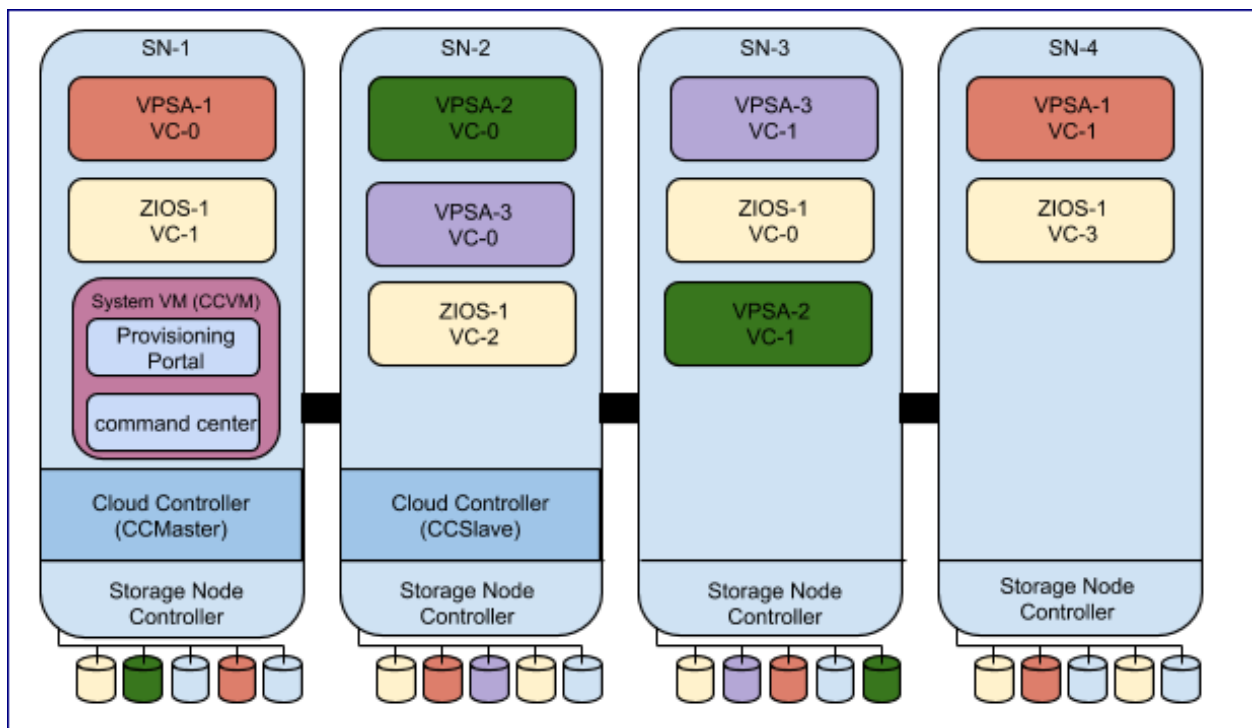 SN-1
VPSA-1
VC-0
ZIOS-1
VC-1
System VM (CCVM)
Provisioning
Portal
command center
Cloud Controller
(CCMaster)
Storage Node
Controller
SN-2
VPSA-2
VC-0
VPSA-3
VC-0
ZIOS-1
VC-2
Cloud Controller
(CCSlave)
Storage Node
Controller
SN-3
VPSA-3
VC-1
ZIOS-1
VC-0
VPSA-2
VC-1
Storage Node
Controller
SN-4
VPSA-1
VC-1
ZIOS-1
VC-3
Storage Node
Controller